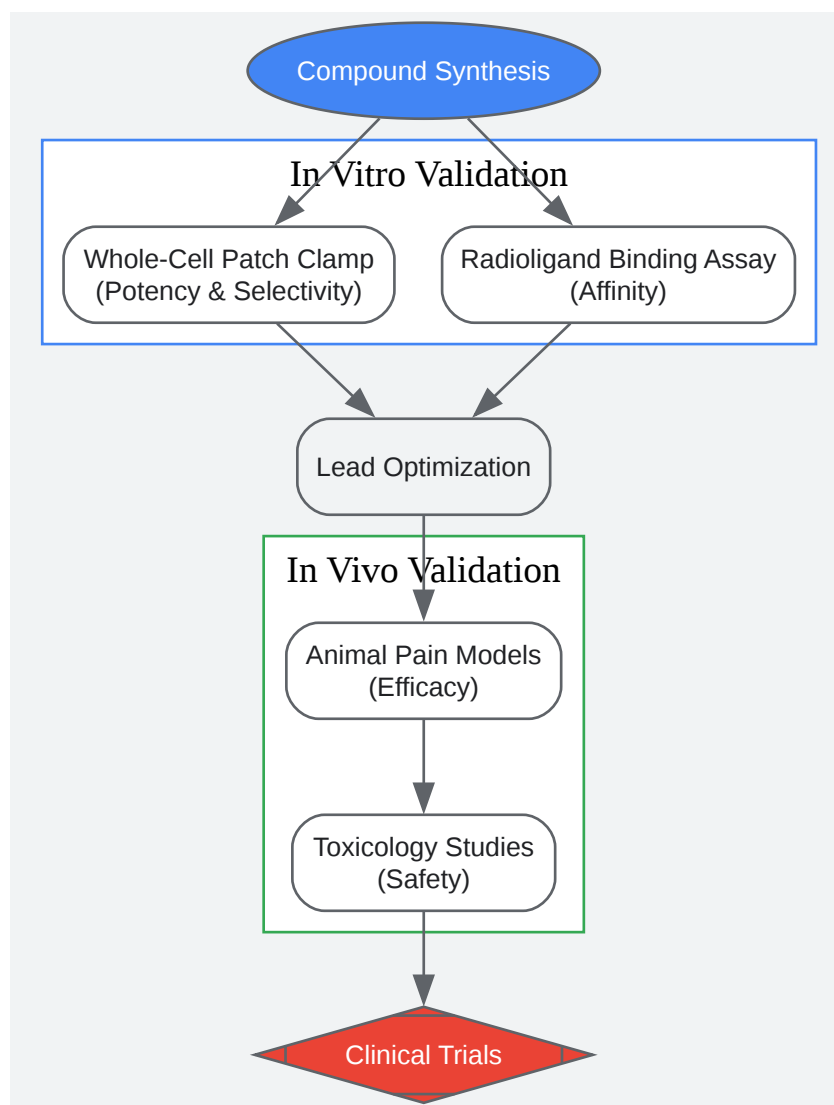 Compound Synthesis
In Vitro Validation
Whole-Cell Patch Clamp
(Potency & Selectivity)
Radioligand Binding Assay
(Affinity)
Lead Optimization
In Vivo Validation
Animal Pain Models
(Efficacy)
Toxicology Studies
(Safety)
Clinical Trials